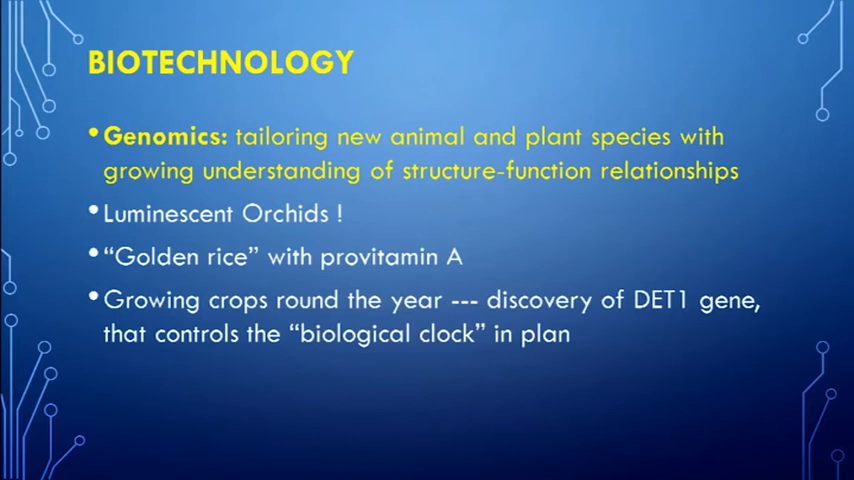 BIOTECHNOLOGY
•Genomics: tailoring new animal and plant species with
growing understanding of structure-function relationships
•Luminescent Orchids !
•“Golden rice” with provitamin A
•Growing crops round the year --- discovery of DET1 gene,
that controls the “biological clock” in plan